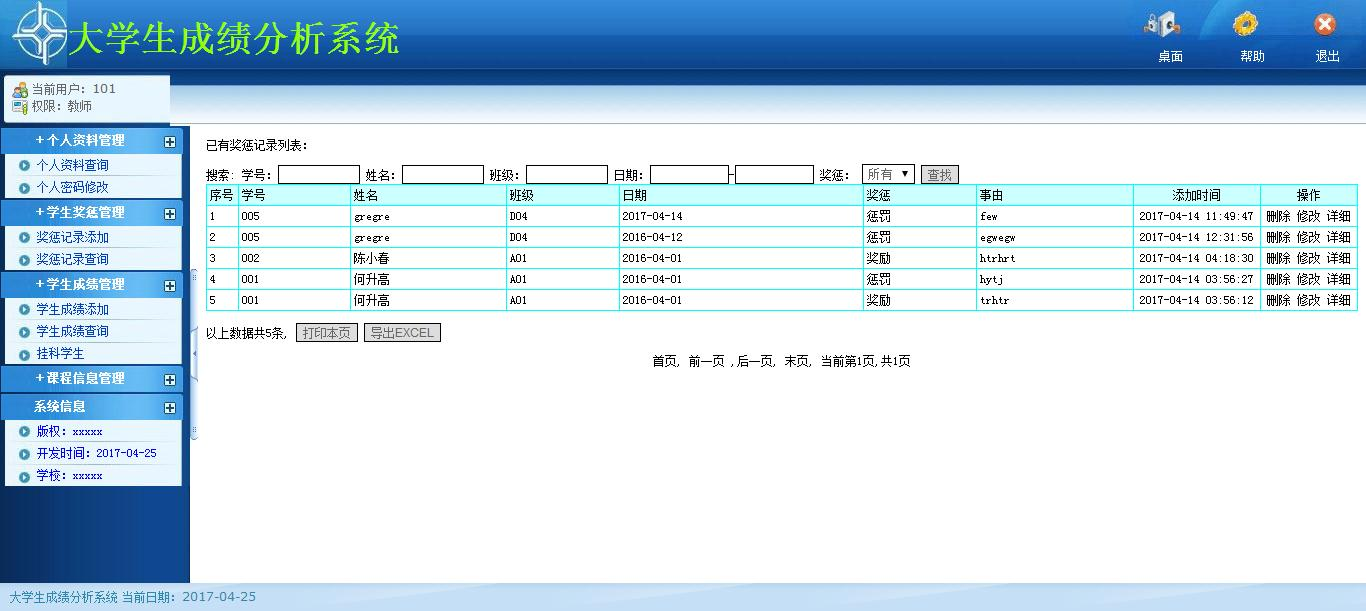 大学生成绩分析系统
桌面 帮助 退出
当前用户：101
权限：教师
+个人资料管理
个人资料查询
个人密码修改
+学生奖惩管理
奖惩记录添加
奖惩记录查询
+学生成绩管理
学生成绩添加
学生成绩查询
挂科学生
+课程信息管理
系统信息
版权：xxxxx
开发时间：2017-04-25
学校：xxxxx
已有奖惩记录列表：
搜索: 学号： 姓名： 班级： 日期： - 奖惩： 所有 查找
序号 学号 姓名 班级 日期 奖惩 事由 添加时间 操作
1 005 gregre D04 2017-04-14 惩罚 few 2017-04-14 11:49:47 删除 修改 详细
2 005 gregre D04 2016-04-12 惩罚 egwegw 2017-04-14 12:31:56 删除 修改 详细
3 002 陈小春 A01 2016-04-01 奖励 htrhrt 2017-04-14 04:18:30 删除 修改 详细
4 001 何升高 A01 2016-04-01 惩罚 hytj 2017-04-14 03:56:27 删除 修改 详细
5 001 何升高 A01 2016-04-01 奖励 trhtr 2017-04-14 03:56:12 删除 修改 详细
以上数据共5条, 打印本页 导出EXCEL
首页, 前一页 ,后一页, 末页, 当前第1页,共1页
大学生成绩分析系统 当前日期：2017-04-25